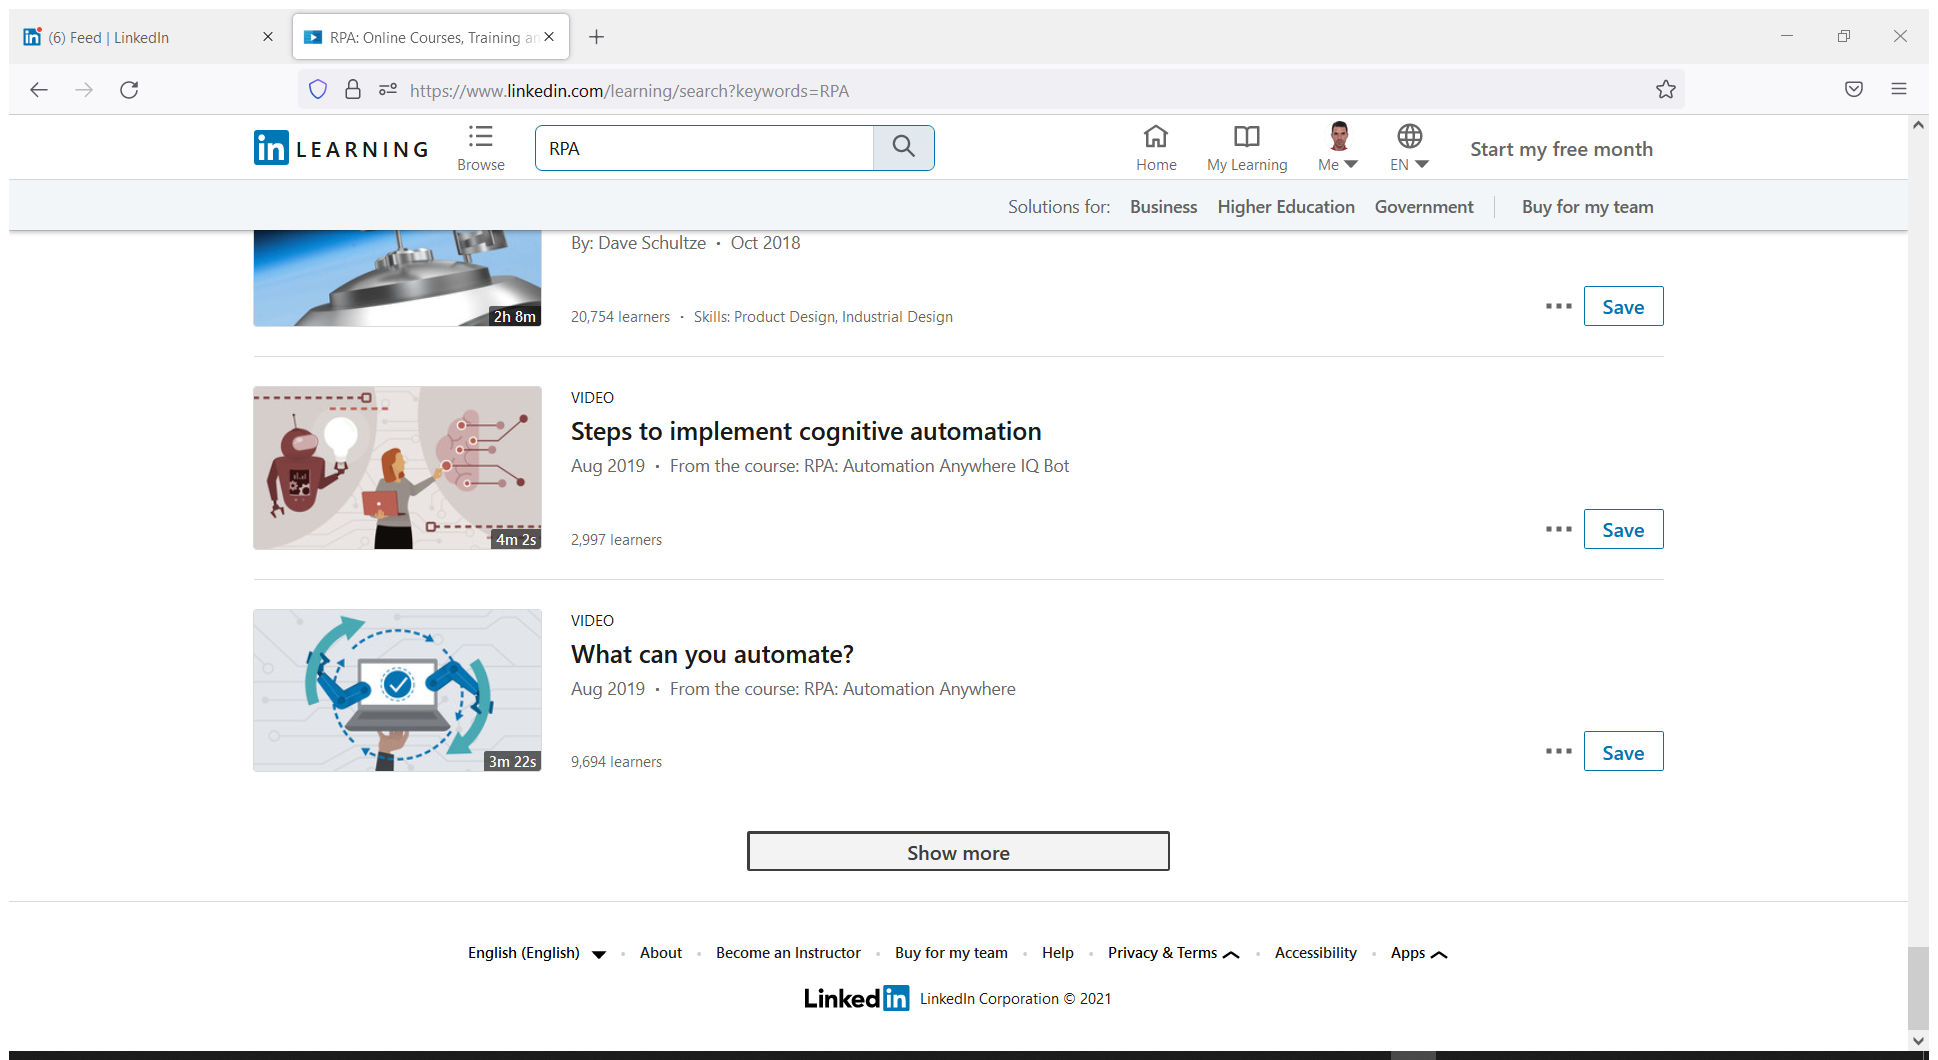 (6) Feed | LinkedIn
RPA: Online Courses, Training an
https://www.linkedin.com/learning/search?keywords=RPA
in LEARNING
Browse
RPA
Home
My Learning
Me
EN
Start my free month
Solutions for: Business Higher Education Government Buy for my team
By: Dave Schultze • Oct 2018
2h 8m
20,754 learners • Skills: Product Design, Industrial Design
Save
VIDEO
Steps to implement cognitive automation
Aug 2019 • From the course: RPA: Automation Anywhere IQ Bot
4m 2s
2,997 learners
Save
VIDEO
What can you automate?
Aug 2019 • From the course: RPA: Automation Anywhere
3m 22s
9,694 learners
Save
Show more
English (English) • About • Become an Instructor • Buy for my team • Help • Privacy & Terms • Accessibility • Apps
Linked in LinkedIn Corporation © 2021